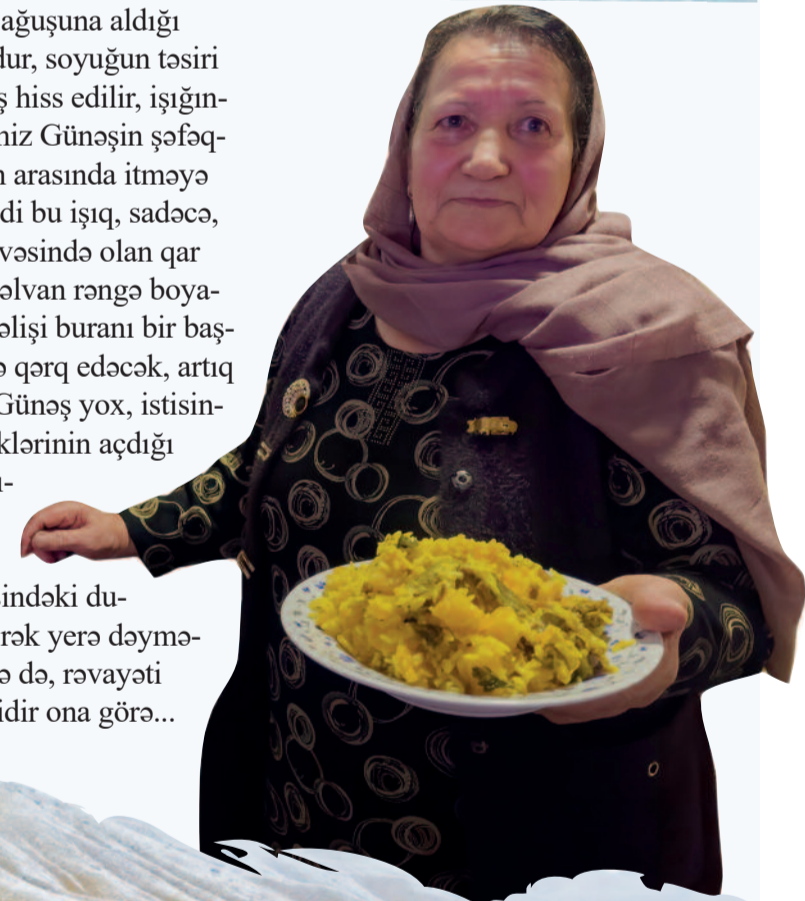 ağuşuna aldığı
dur, soyuğun təsiri
ş hiss edilir, işığın-
niz Günəşin şəfəq-
n arasında itməyə
di bu işıq, sadəcə,
vəsində olan qar
əlvan rəngə boya-
əlişi buranı bir baş-
ə qərq edəcək, artıq
Günəş yox, istisin-
klərinin açdığı
ı-
sindəki du-
rək yerə dəymə-
ə də, rəvayəti
idir ona görə...